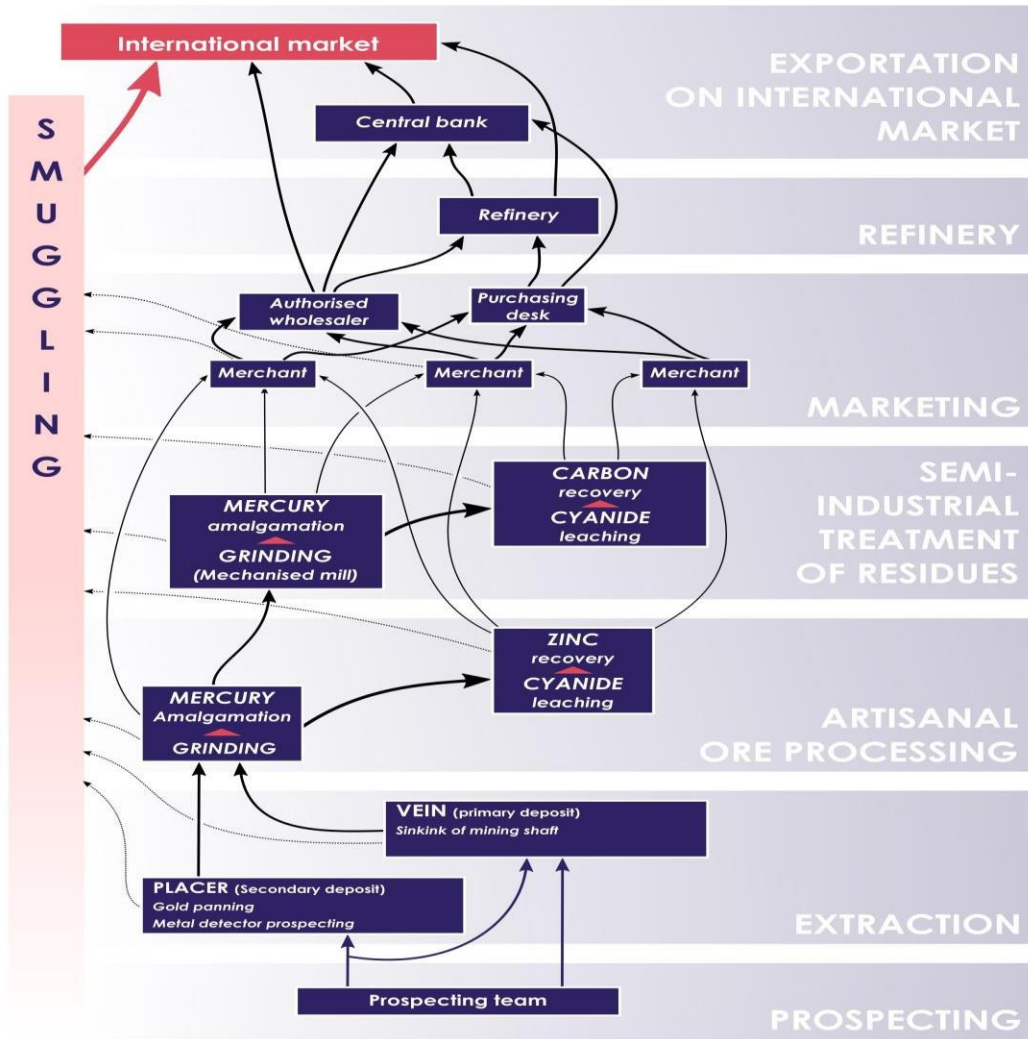 International market
EXPORTATION
ON INTERNATIONAL
MARKET
SMUGGLING
Central bank
Refinery
REFINERY
Authorised
wholesaler
Purchasing
desk
Merchant
Merchant
Merchant
MARKETING
CARBON
recovery
CYANIDE
leaching
MERCURY
amalgamation
GRINDING
(Mechanised mill)
SEMI-
INDUSTRIAL
TREATMENT
OF RESIDUES
ZINC
recovery
CYANIDE
leaching
MERCURY
Amalgamation
GRINDING
ARTISANAL
ORE PROCESSING
VEIN (primary deposit)
Sinkink of mining shaft
PLACER (Secondary deposit)
Gold panning
Metal detector prospecting
EXTRACTION
Prospecting team
PROSPECTING